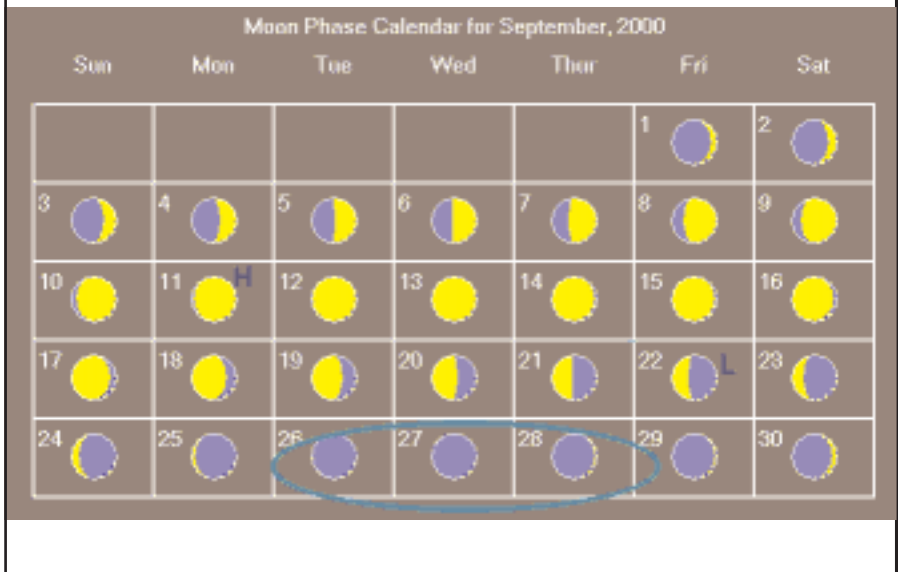 Moon Phase Calendar for September, 2000
Sun Mon Tue Wed Thur Fri Sat
1 2
3 4 5 6 7 8 9
10 11 H 12 13 14 15 16
17 18 19 20 21 22 L 23
24 25 26 27 28 29 30